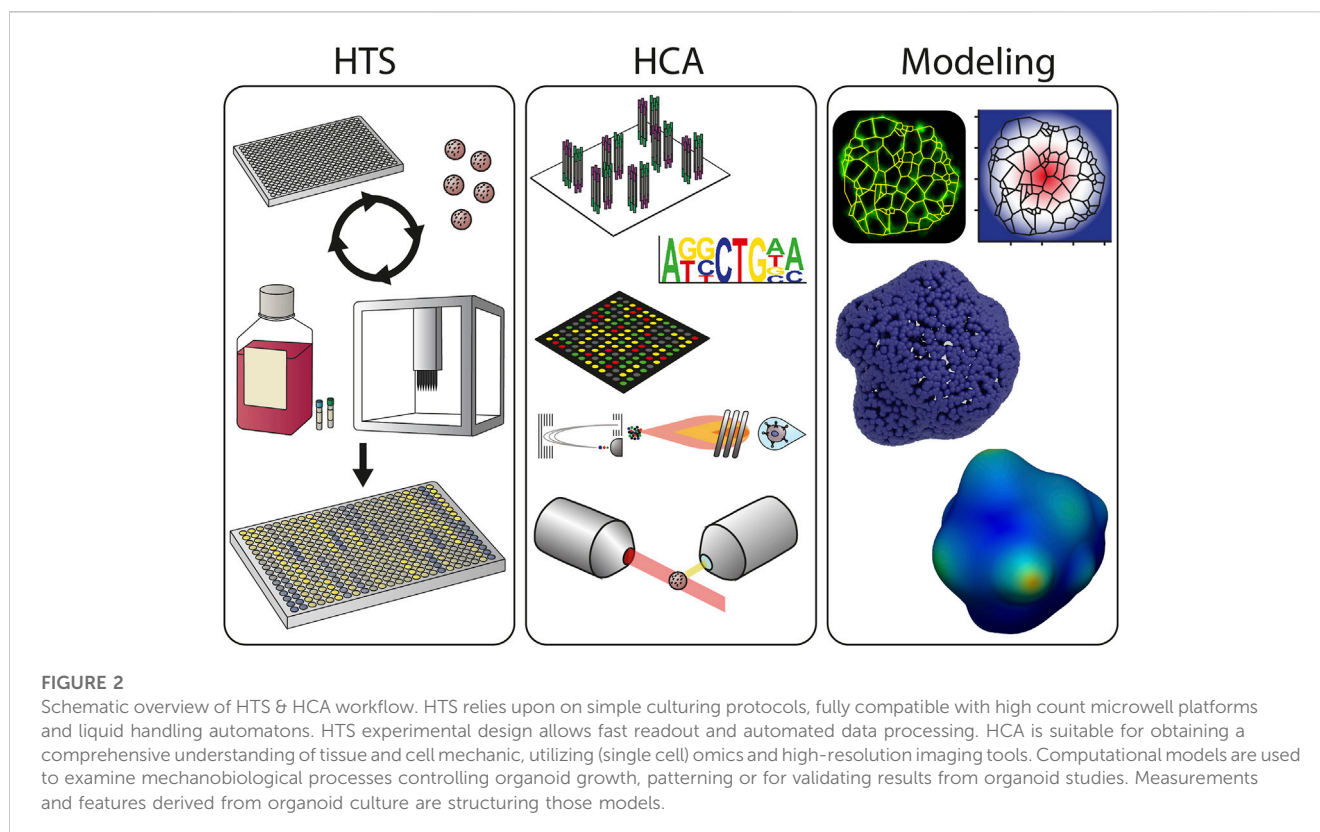 HTS
HCA
Modeling
AGGCTGAA
TCTT
TG
CCC
FIGURE 2
Schematic overview of HTS & HCA workflow. HTS relies upon on simple culturing protocols, fully compatible with high count microwell platforms
and liquid handling automatons. HTS experimental design allows fast readout and automated data processing. HCA is suitable for obtaining a
comprehensive understanding of tissue and cell mechanic, utilizing (single cell) omics and high-resolution imaging tools. Computational models are used
to examine mechanobiological processes controlling organoid growth, patterning or for validating results from organoid studies. Measurements
and features derived from organoid culture are structuring those models.